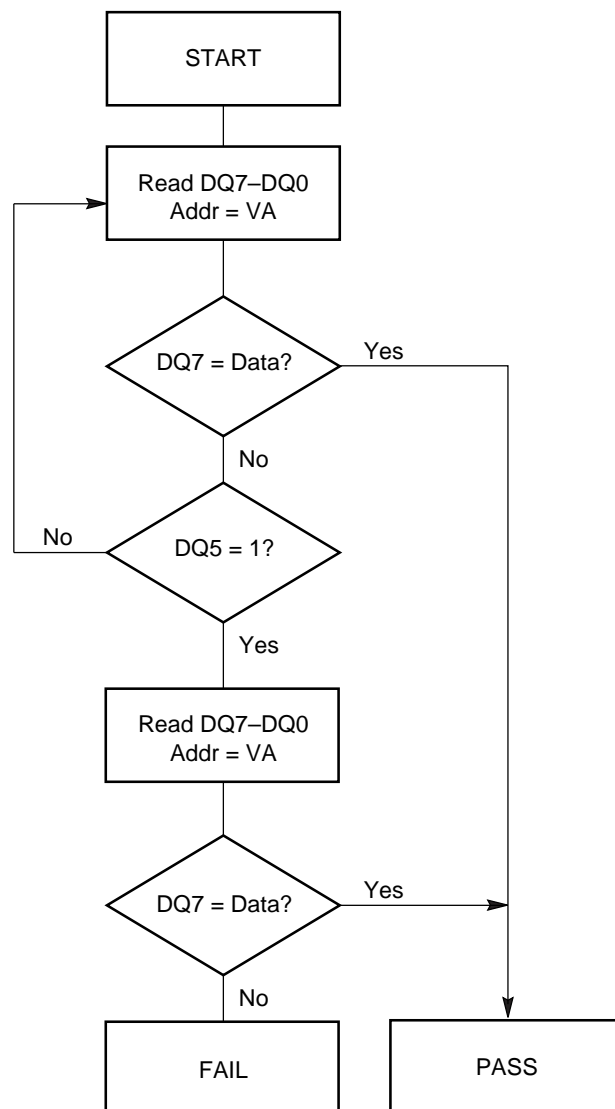 START
Read DQ7–DQ0
Addr = VA
DQ7 = Data?
Yes
No
No
DQ5 = 1?
Yes
Read DQ7–DQ0
Addr = VA
DQ7 = Data?
Yes
No
FAIL
PASS